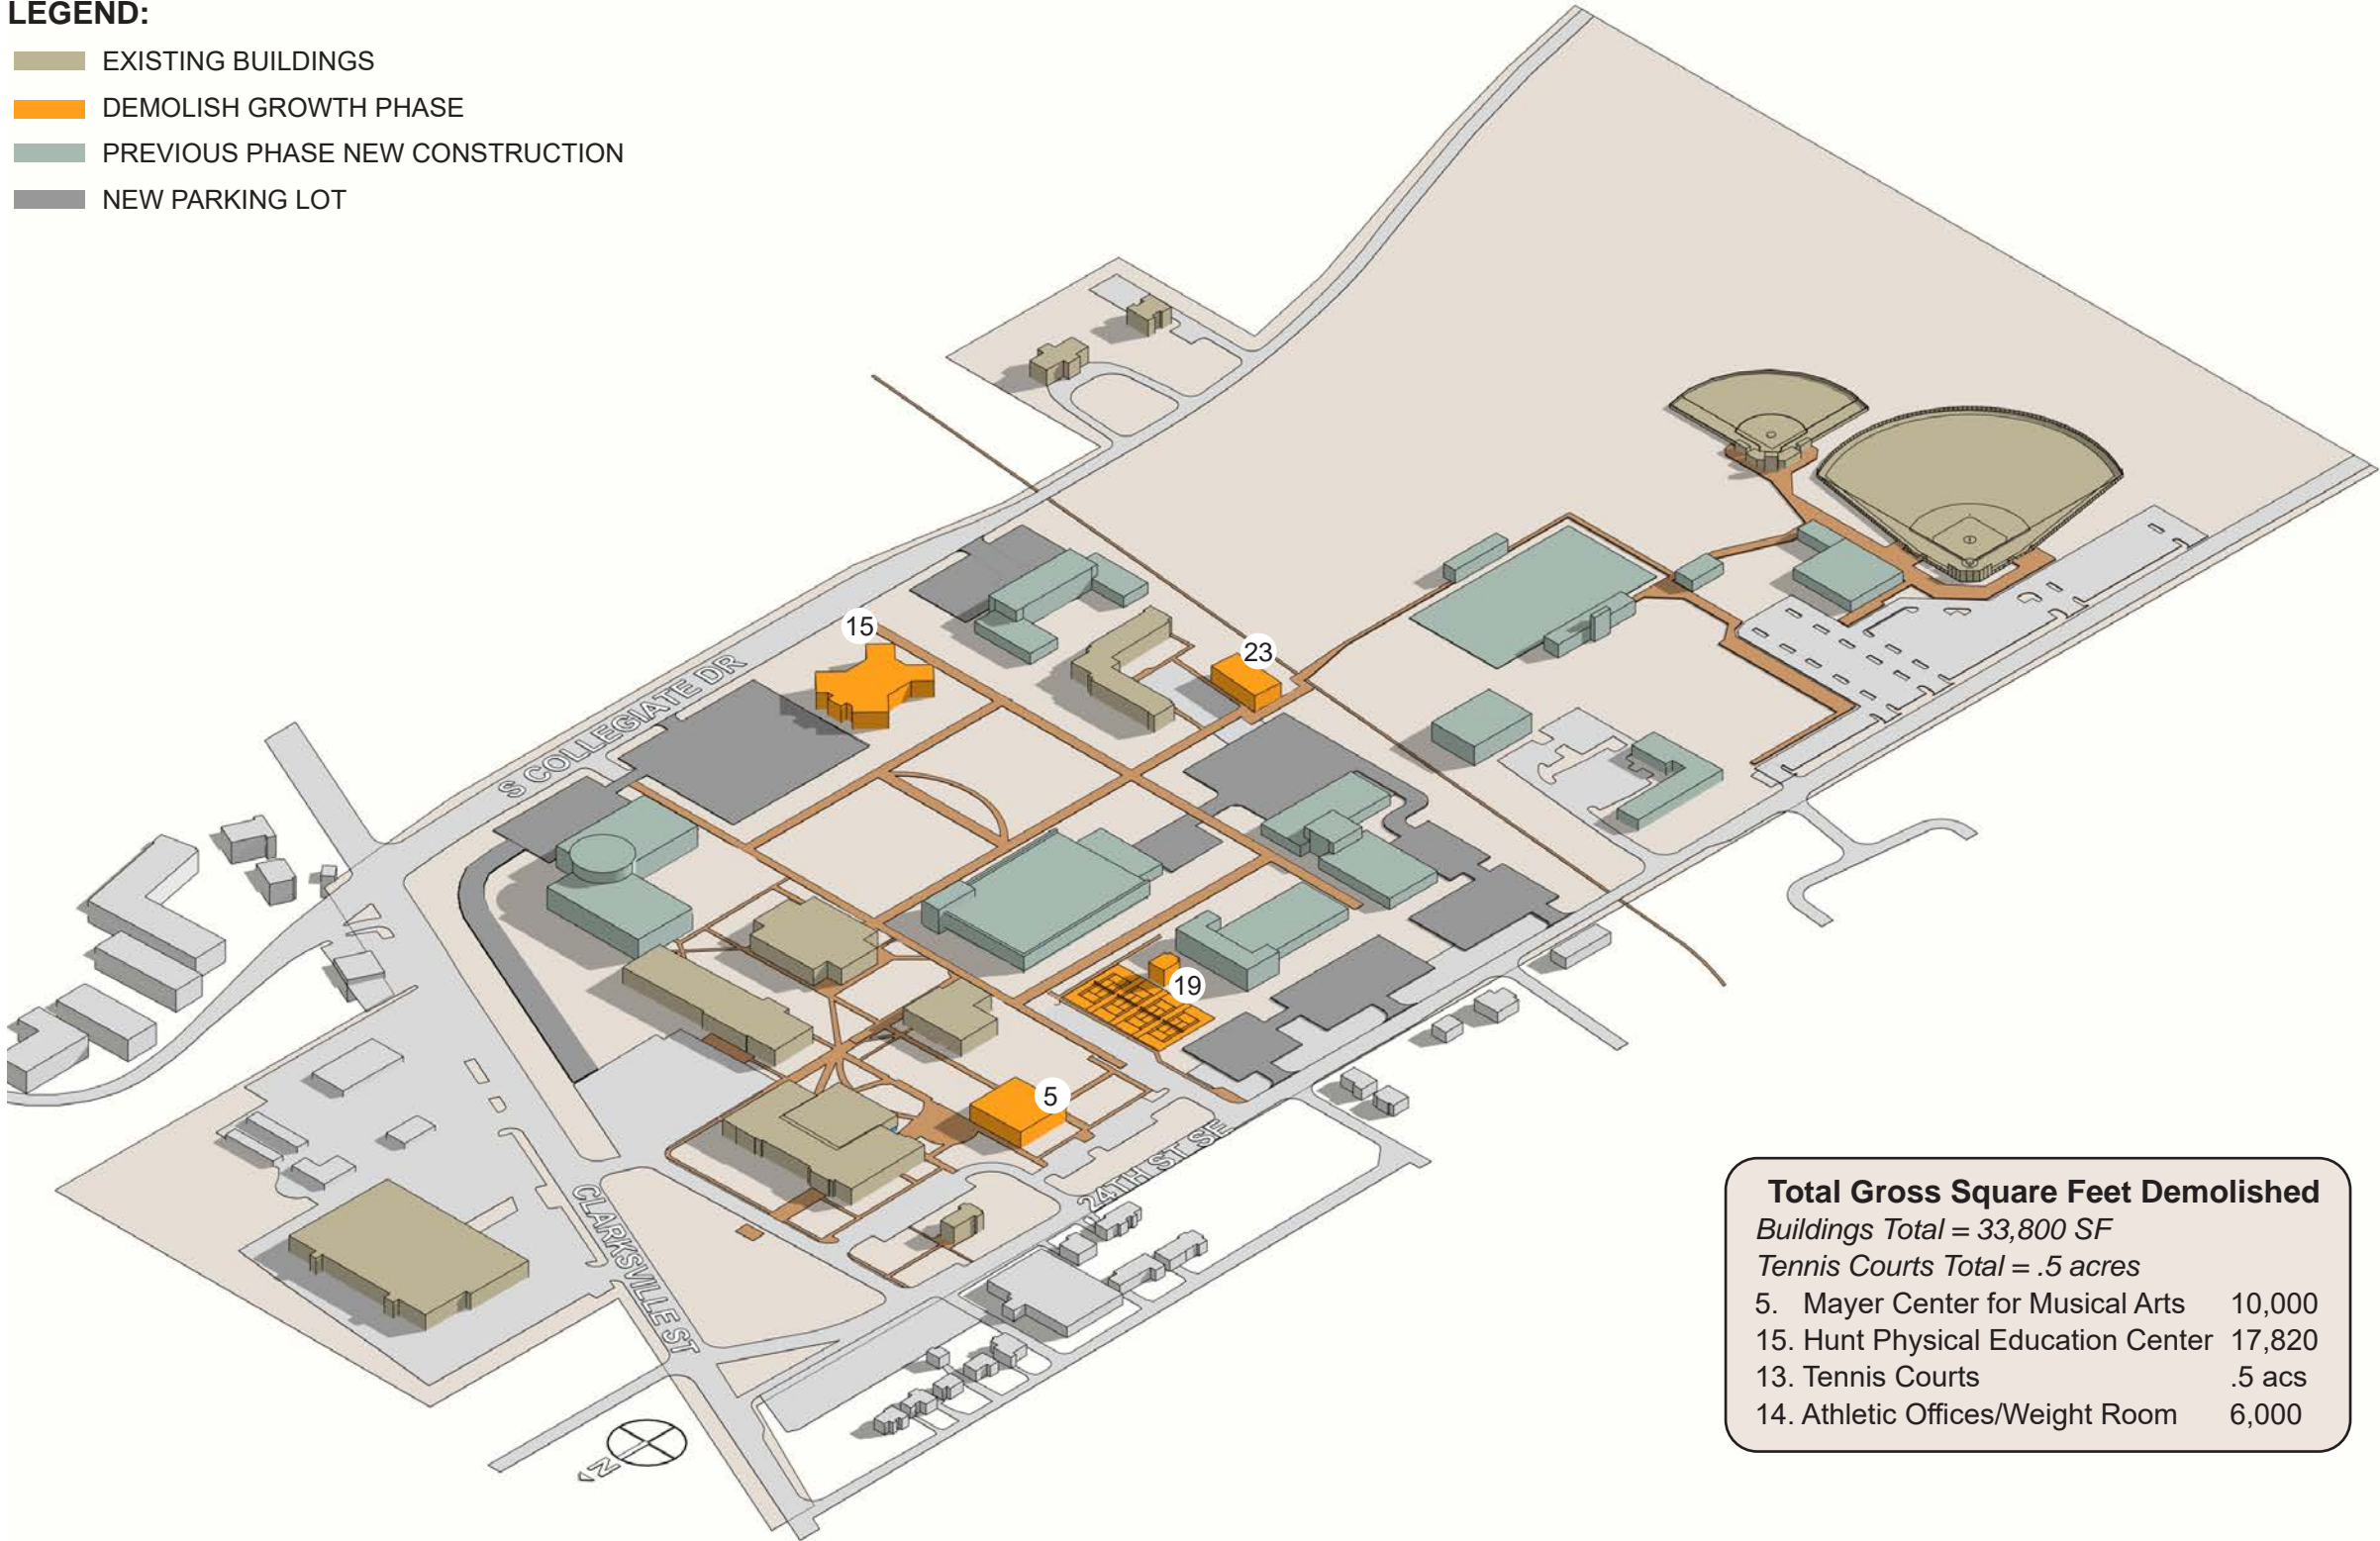 LEGEND:
EXISTING BUILDINGS
DEMOLISH GROWTH PHASE
PREVIOUS PHASE NEW CONSTRUCTION
NEW PARKING LOT
15
23
S COLLEGIATE DR
19
5
24TH ST SE
CLARKSVILLE ST
N
Total Gross Square Feet Demolished
Buildings Total = 33,800 SF
Tennis Courts Total = .5 acres
5. Mayer Center for Musical Arts 10,000
15. Hunt Physical Education Center 17,820
13. Tennis Courts .5 acs
14. Athletic Offices/Weight Room 6,000